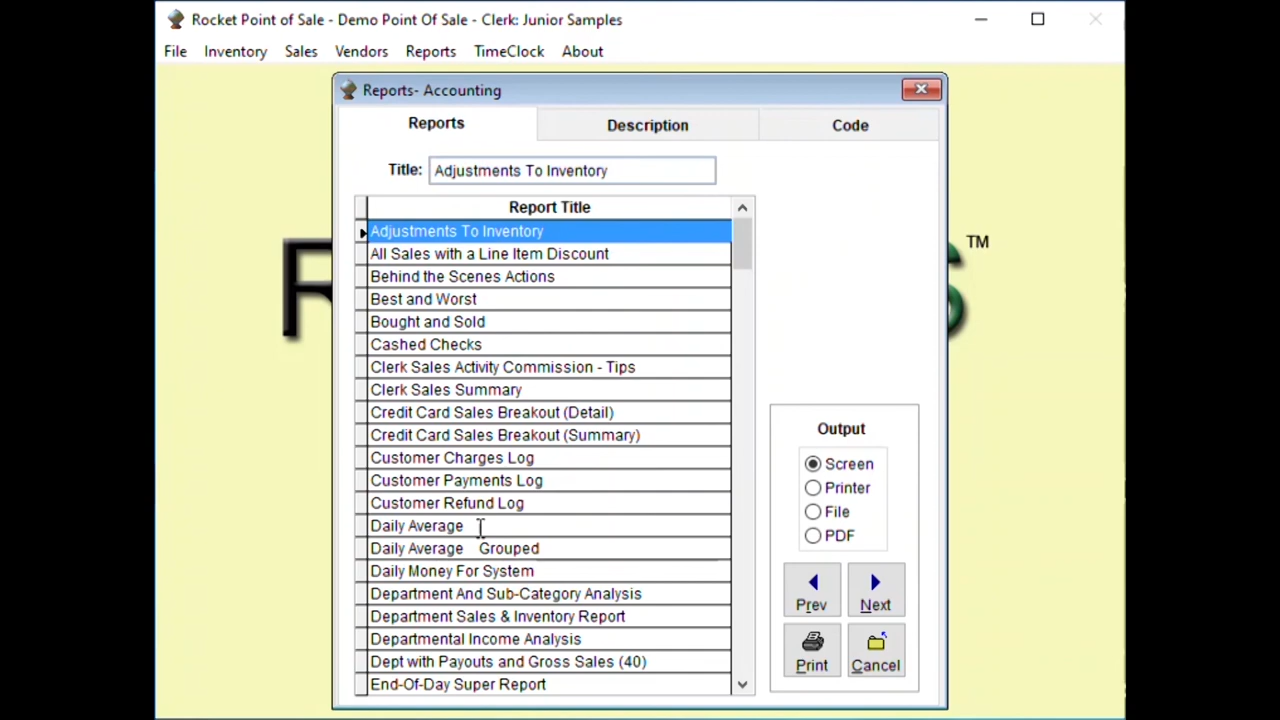 Rocket Point of Sale - Demo Point Of Sale - Clerk: Junior Samples
File Inventory Sales Vendors Reports TimeClock About
Reports- Accounting
Reports Description Code
Title: Adjustments To Inventory
Report Title
Adjustments To Inventory
All Sales with a Line Item Discount
Behind the Scenes Actions
Best and Worst
Bought and Sold
Cashed Checks
Clerk Sales Activity Commission - Tips
Clerk Sales Summary
Credit Card Sales Breakout (Detail)
Credit Card Sales Breakout (Summary)
Customer Charges Log
Customer Payments Log
Customer Refund Log
Daily Average
Daily Average Grouped
Daily Money For System
Department And Sub-Category Analysis
Department Sales & Inventory Report
Departmental Income Analysis
Dept with Payouts and Gross Sales (40)
End-Of-Day Super Report
Output
Screen
Printer
File
PDF
Prev Next
Print Cancel
TM